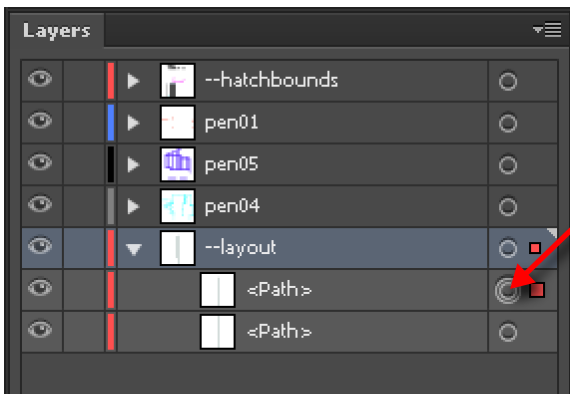 Layers
--hatchbounds
pen01
pen05
pen04
--layout
<Path>
<Path>